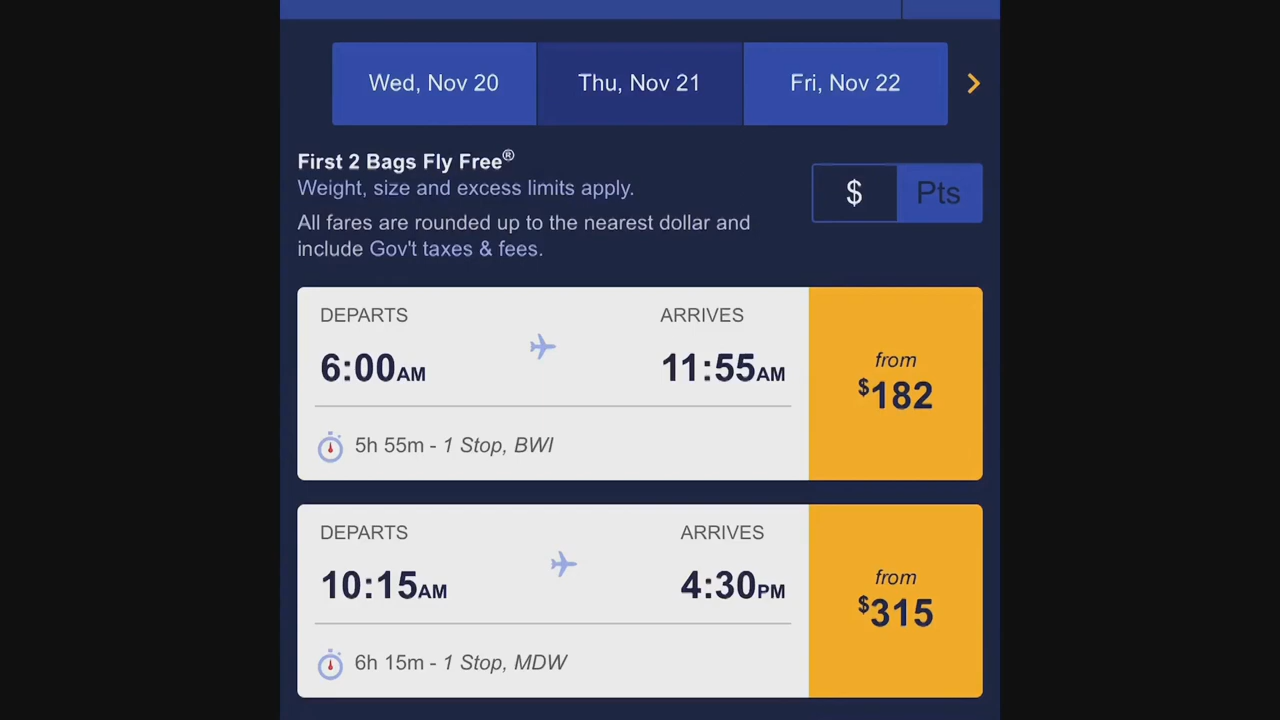 Wed, Nov 20 Thu, Nov 21 Fri, Nov 22
First 2 Bags Fly Free®
Weight, size and excess limits apply.
$ Pts
All fares are rounded up to the nearest dollar and
include Gov't taxes & fees.
DEPARTS ARRIVES
6:00AM 11:55AM
from
$182
5h 55m - 1 Stop, BWI
DEPARTS ARRIVES
10:15AM 4:30PM
from
$315
6h 15m - 1 Stop, MDW